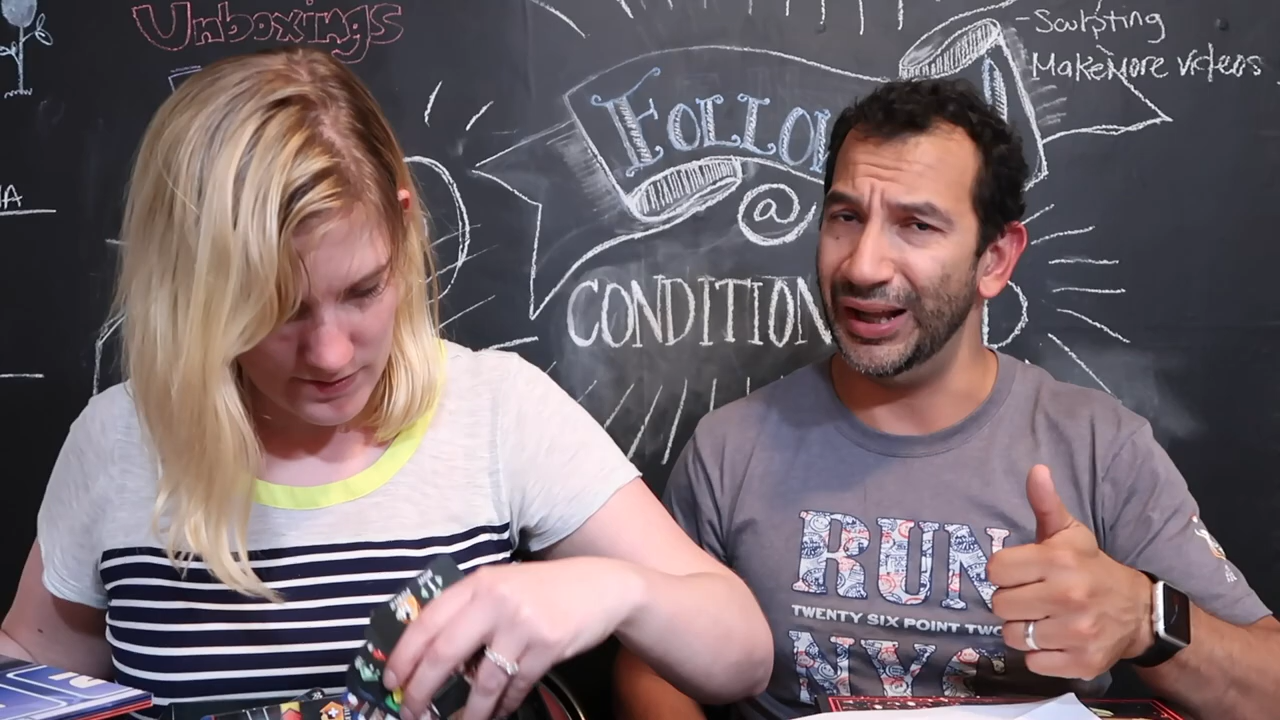 Unboxings
- Sculpting
Make More videos
FOLLO
@
CONDITION
RUN
TWENTY SIX POINT TWO
NYC